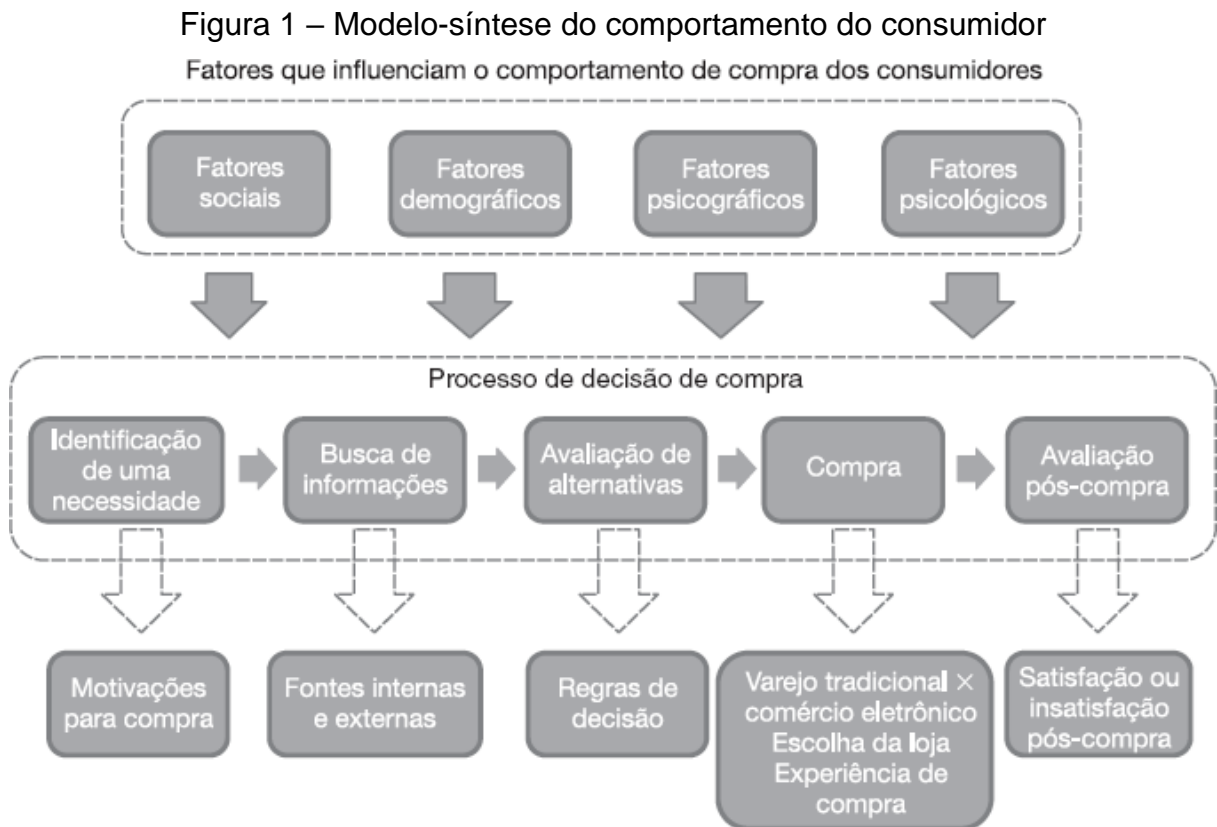 Figura 1 – Modelo-síntese do comportamento do consumidor
Fatores que influenciam o comportamento de compra dos consumidores
Fatores
sociais
Fatores
demográficos
Fatores
psicográficos
Fatores
psicológicos
Processo de decisão de compra
Identificação
de uma
necessidade
Busca de
informações
Avaliação de
alternativas
Compra
Avaliação
pós-compra
Motivações
para compra
Fontes internas
e externas
Regras de
decisão
Varejo tradicional ×
comércio eletrônico
Escolha da loja
Experiência de
compra
Satisfação ou
insatisfação
pós-compra